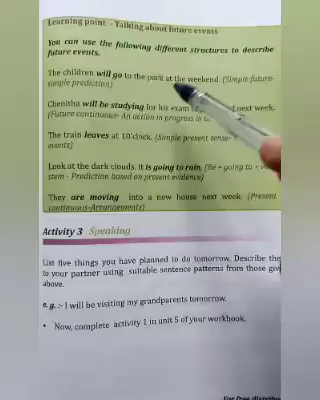 Learning point - Talking about future events
You can use the following different structures to describe
future events.
The children will go to the park at the weekend. (Simple future-
simple prediction)
Chenitha will be studying for his exam next week.
(Future continuous- An action in progress in
The train leaves at 10'clock. (Simple present tense-
events)
Look at the dark clouds. It is going to rain. (Be + going to +
stem - Prediction based on present evidence)
They are moving into a new house next week. (Present
continuous-Arrangements)
Activity 3 Speaking
List five things you have planned to do tomorrow. Describe the
to your partner using suitable sentence patterns from those giv
above.
e.g. :- I will be visiting my grandparents tomorrow.
• Now, complete activity 1 in unit 5 of your workbook.
For free distribu